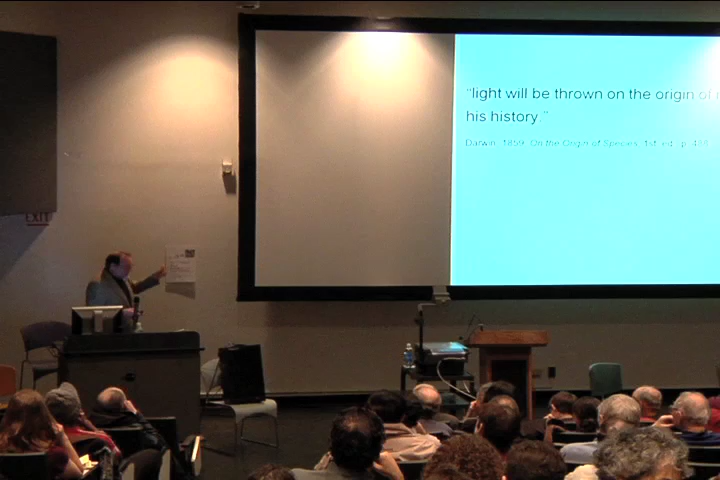 “light will be thrown on the origin of
his history.”
Darwin, 1859, On the Origin of Species, 1st. ed., p. 488
EXIT